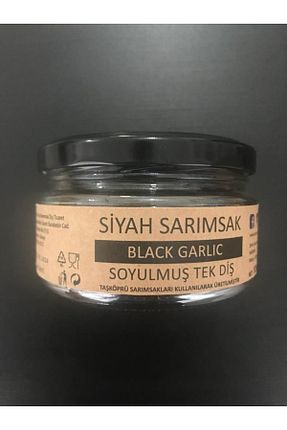 SİYAH SARIMSAK
BLACK GARLIC
SOYULMUŞ TEK DİŞ
TAŞKÖPRÜ SARIMSAKLARI KULLANILARAK ÜRETİLMİŞTİR